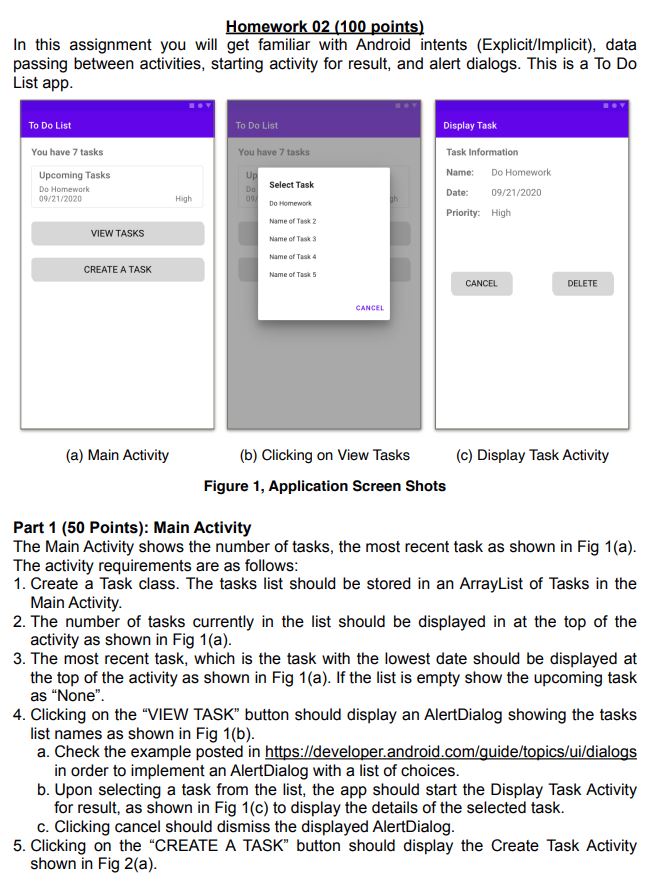 Homework 02 (100 points)
In this assignment you will get familiar with Android intents (Explicit/Implicit), data
passing between activities, starting activity for result, and alert dialogs. This is a To Do
List app.
To Do List
You have 7 tasks
Upcoming Tasks
Do Homework
09/21/2020 High
VIEW TASKS
CREATE A TASK
To Do List
You have 7 tasks
Up
Do
09/ gh
Select Task
Do Homework
Name of Task 2
Name of Task 3
Name of Task 4
Name of Task 5
CANCEL
Display Task
Task Information
Name: Do Homework
Date: 09/21/2020
Priority: High
CANCEL DELETE
(a) Main Activity (b) Clicking on View Tasks (c) Display Task Activity
Figure 1, Application Screen Shots
Part 1 (50 Points): Main Activity
The Main Activity shows the number of tasks, the most recent task as shown in Fig 1(a).
The activity requirements are as follows:
1. Create a Task class. The tasks list should be stored in an ArrayList of Tasks in the
Main Activity.
2. The number of tasks currently in the list should be displayed in at the top of the
activity as shown in Fig 1(a).
3. The most recent task, which is the task with the lowest date should be displayed at
the top of the activity as shown in Fig 1(a). If the list is empty show the upcoming task
as “None”.
4. Clicking on the “VIEW TASK” button should display an AlertDialog showing the tasks
list names as shown in Fig 1(b).
a. Check the example posted in https://developer.android.com/guide/topics/ui/dialogs
in order to implement an AlertDialog with a list of choices.
b. Upon selecting a task from the list, the app should start the Display Task Activity
for result, as shown in Fig 1(c) to display the details of the selected task.
c. Clicking cancel should dismiss the displayed AlertDialog.
5. Clicking on the “CREATE A TASK” button should display the Create Task Activity
shown in Fig 2(a).